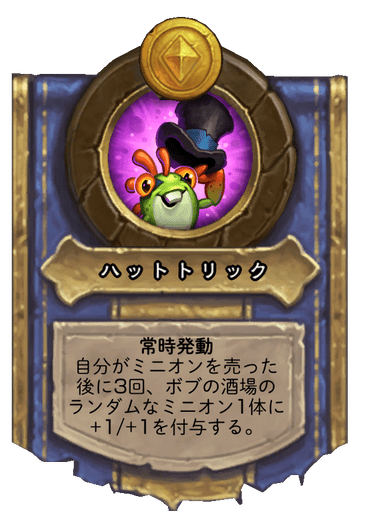 ハットトリック
常時発動
自分がミニオンを売った
後に3回、ボブの酒場の
ランダムなミニオン1体に
+1/+1を付与する。